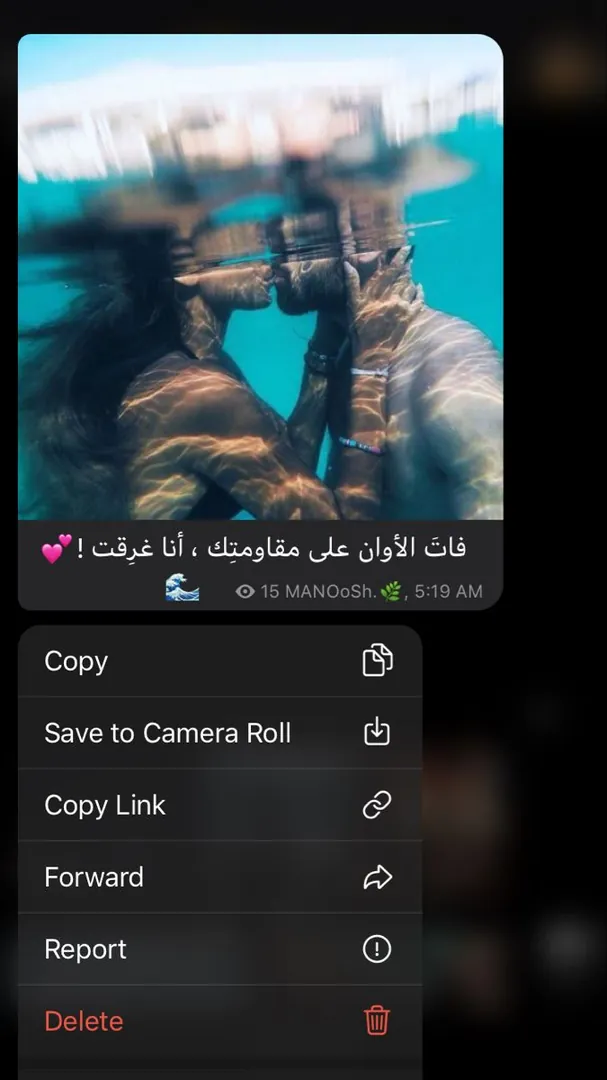 فاتَ الأوان على مقاومتِك ، أنا غرِقت ! 💕
🌊 15 MANOoSh.🌿, 5:19 AM
Copy
Save to Camera Roll
Copy Link
Forward
Report
Delete